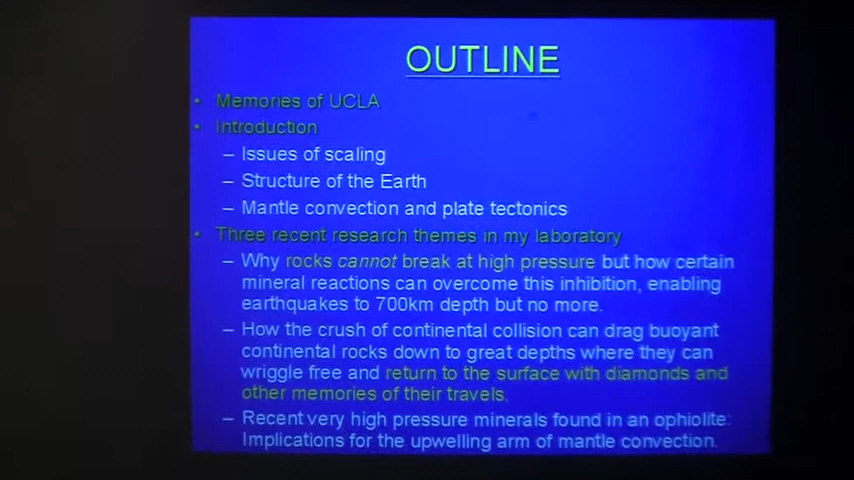 OUTLINE
• Memories of UCLA
• Introduction
– Issues of scaling
– Structure of the Earth
– Mantle convection and plate tectonics
• Three recent research themes in my laboratory
– Why rocks cannot break at high pressure but how certain
mineral reactions can overcome this inhibition, enabling
earthquakes to 700km depth but no more.
– How the crush of continental collision can drag buoyant
continental rocks down to great depths where they can
wriggle free and return to the surface with diamonds and
other memories of their travels.
– Recent very high pressure minerals found in an ophiolite:
Implications for the upwelling arm of mantle convection.